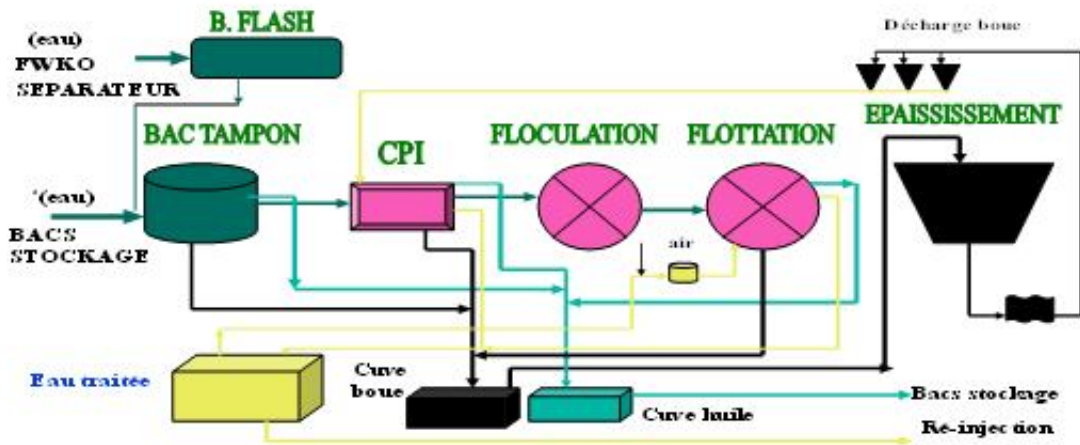 B. FLASH
(eau)
FWKO
SEPARATEUR
Décharge boue
EPAISSISSEMENT
BAC TAMPON
CPI
FLOCULATION
FLOTTATION
(eau)
BACS
STOCKAGE
air
Eau traitée
Cuve
boue
Cuve huile
Bacs stockage
Re-injection